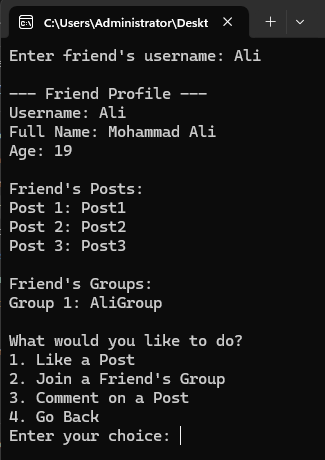 C:\Users\Administrator\Deskt
Enter friend's username: Ali
--- Friend Profile ---
Username: Ali
Full Name: Mohammad Ali
Age: 19
Friend's Posts:
Post 1: Post1
Post 2: Post2
Post 3: Post3
Friend's Groups:
Group 1: AliGroup
What would you like to do?
1. Like a Post
2. Join a Friend's Group
3. Comment on a Post
4. Go Back
Enter your choice: